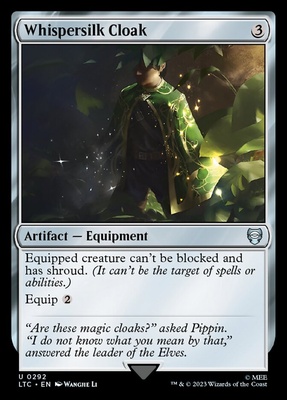 Whispersilk Cloak 3
Artifact — Equipment
Equipped creature can't be blocked and
has shroud. (It can't be the target of spells or
abilities.)
Equip 2
"Are these magic cloaks?" asked Pippin.
"I do not know what you mean by that,"
answered the leader of the Elves.
U 0292
LTC • EN Wangjie Li
© MEE
™ & © 2023 Wizards of the Coast